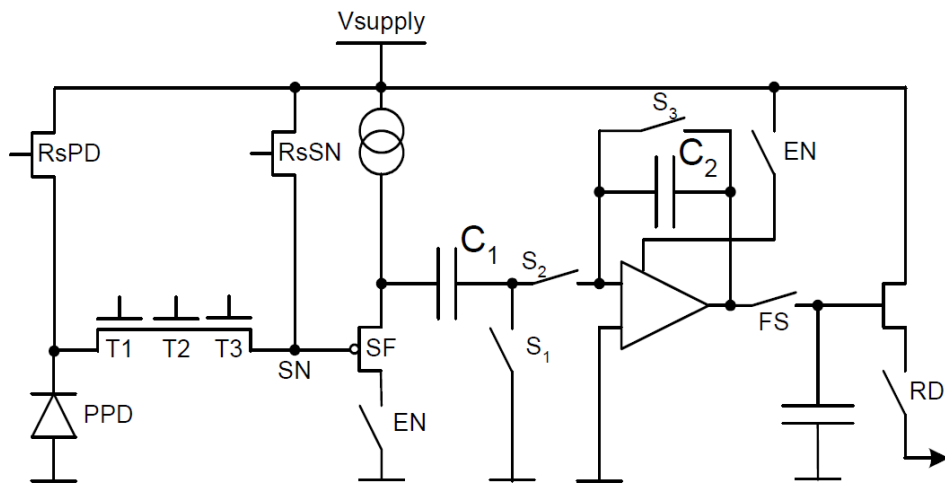 Vsupply
RsPD
RsSN
S3
EN
C2
C1
S2
T1 T2 T3
SN
SF
S1
FS
PPD
EN
RD